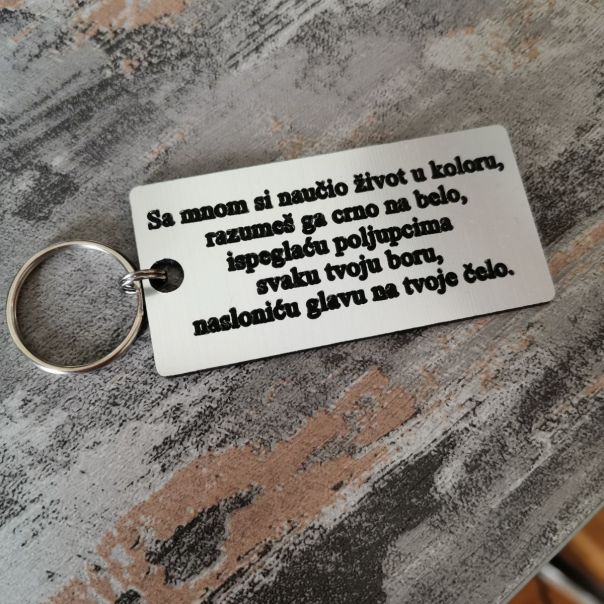 Sa mnom si naučio život u koloru,
razumeš ga crno na belo,
ispeglaću poljupcima
svaku tvoju boru,
nasloniću glavu na tvoje čelo.